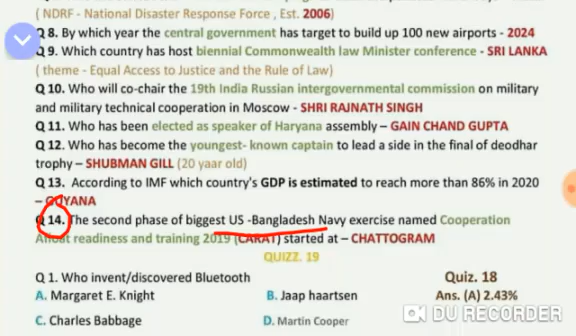 ( NDRF - National Disaster Response Force , Est. 2006)
Q 8. By which year the central government has target to build up 100 new airports - 2024
Q 9. Which country has host biennial Commonwealth law Minister conference - SRI LANKA
( theme - Equal Access to Justice and the Rule of Law)
Q 10. Who will co-chair the 19th India Russian intergovernmental commission on military
and military technical cooperation in Moscow - SHRI RAJNATH SINGH
Q 11. Who has been elected as speaker of Haryana assembly – GAIN CHAND GUPTA
Q 12. Who has become the youngest- known captain to lead a side in the final of deodhar
trophy – SHUBMAN GILL (20 yaar old)
Q 13. According to IMF which country's GDP is estimated to reach more than 86% in 2020
– GUYANA
Q 14. The second phase of biggest US -Bangladesh Navy exercise named Cooperation
Afloat readiness and training 2019 (CARAT) started at – CHATTOGRAM
QUIZZ. 19
Q 1. Who invent/discovered Bluetooth Quiz. 18
A. Margaret E. Knight B. Jaap haartsen Ans. (A) 2.43%
C. Charles Babbage D. Martin Cooper
DU RECORDER